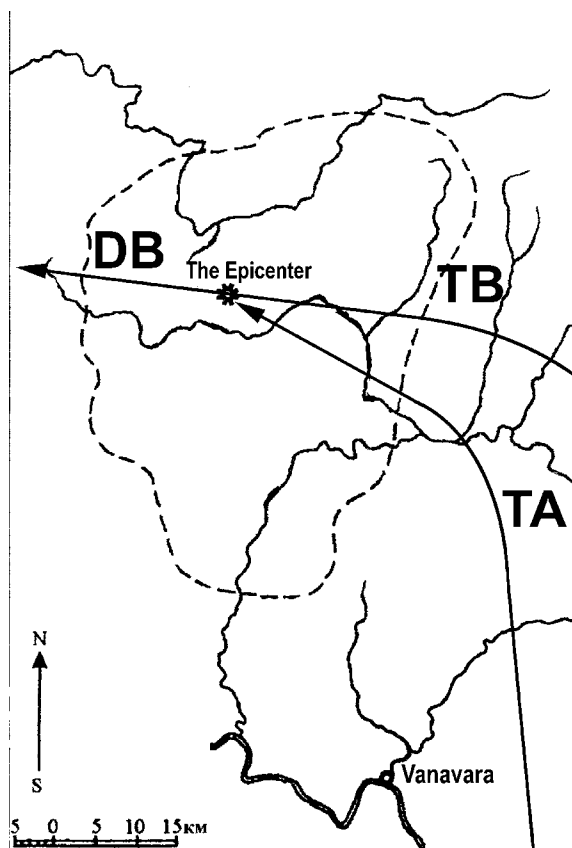 DB
The Epicenter
TB
TA
N
S
Vanavara
5 0 5 10 15км